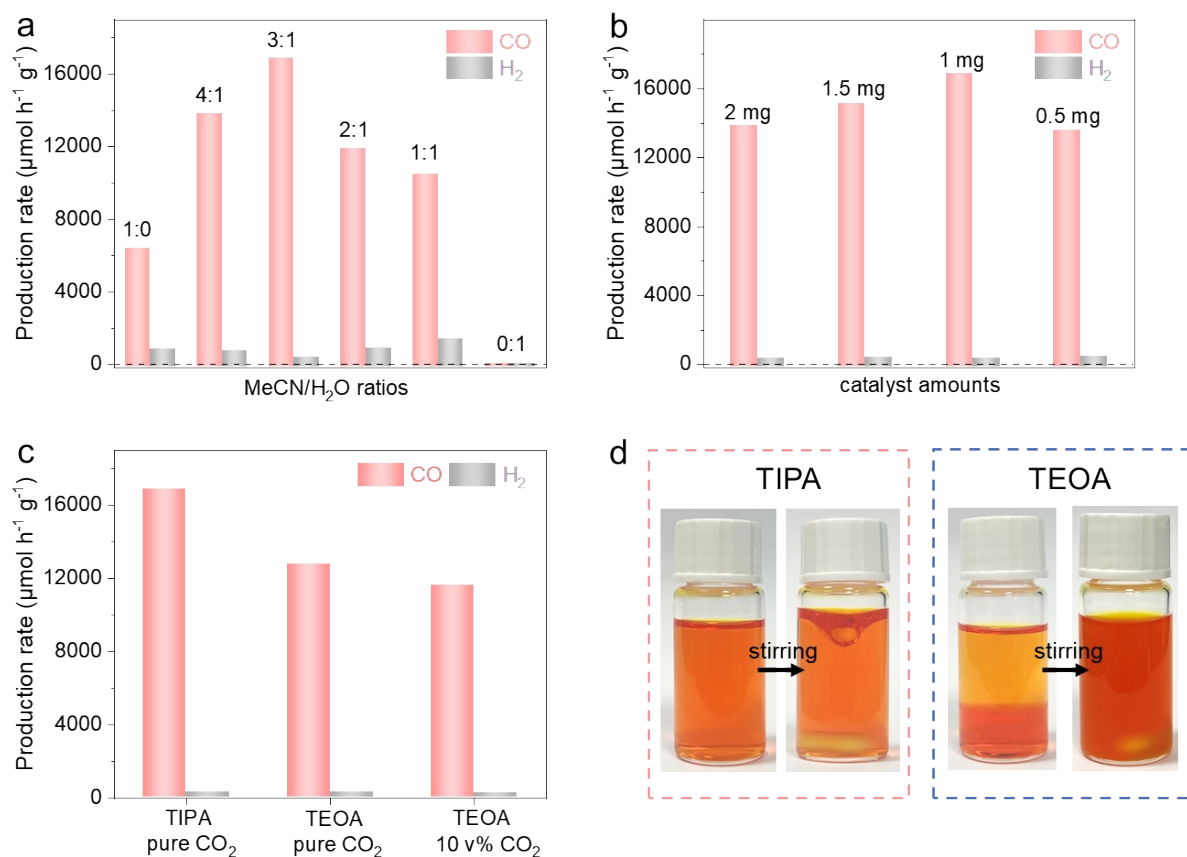 a
Production rate (µmol h⁻¹ g⁻¹)
16000
12000
8000
4000
0
1:0
4:1
3:1
2:1
1:1
0:1
CO
H₂
MeCN/H₂O ratios
b
Production rate (µmol h⁻¹ g⁻¹)
16000
12000
8000
4000
0
2 mg
1.5 mg
1 mg
0.5 mg
CO
H₂
catalyst amounts
c
Production rate (µmol h⁻¹ g⁻¹)
16000
12000
8000
4000
0
CO H₂
TIPA
pure CO₂
TEOA
pure CO₂
TEOA
10 v% CO₂
d
TIPA
stirring
TEOA
stirring